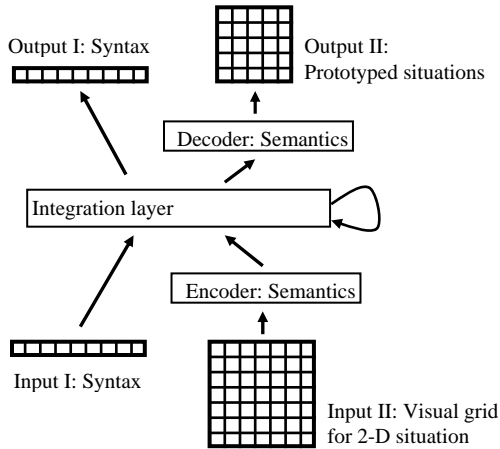 Output I: Syntax
Output II:
Prototyped situations
Decoder: Semantics
Integration layer
Encoder: Semantics
Input I: Syntax
Input II: Visual grid
for 2-D situation